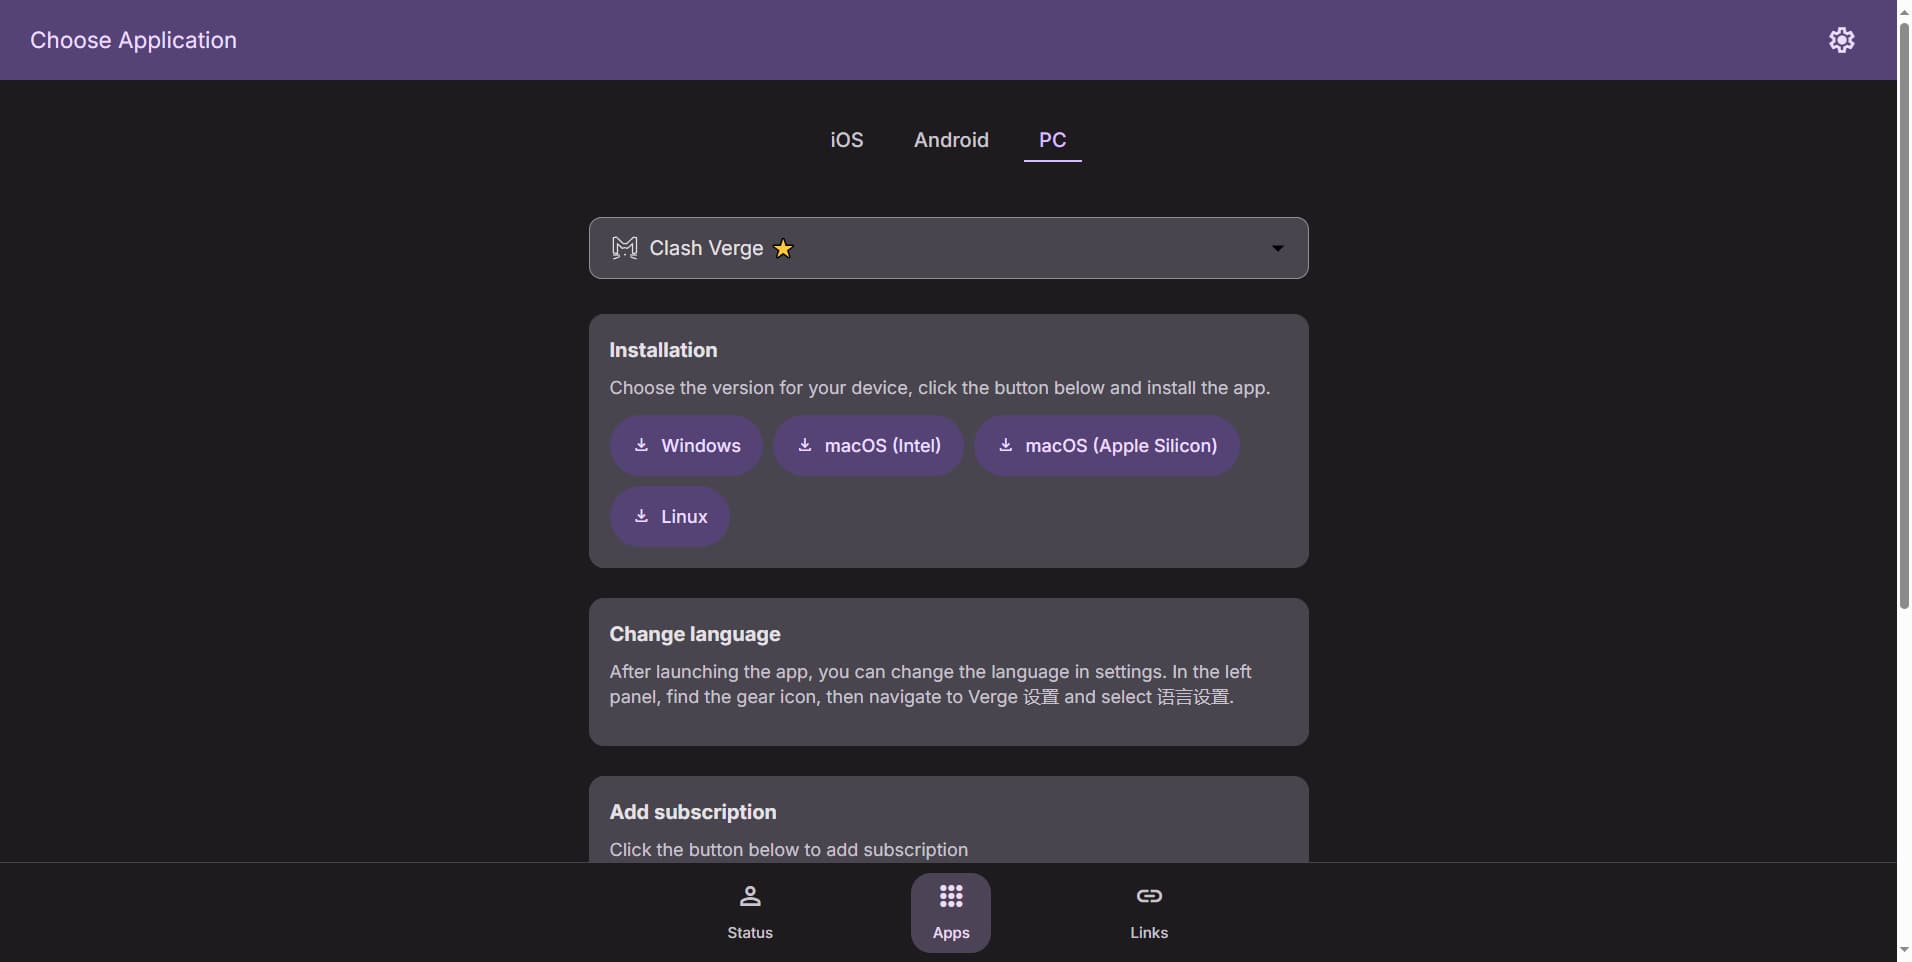 Choose Application
iOS
Android
PC
Clash Verge
Installation
Choose the version for your device, click the button below and install the app.
Windows
macOS (Intel)
macOS (Apple Silicon)
Linux
Change language
After launching the app, you can change the language in settings. In the left
panel, find the gear icon, then navigate to Verge 设置 and select 语言设置.
Add subscription
Click the button below to add subscription
Status
Apps
Links